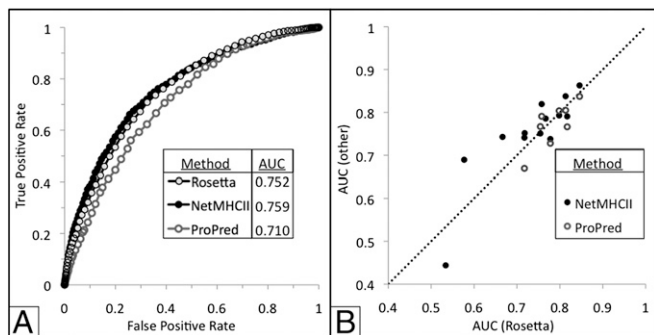 1
0.8
0.6
0.4
0.2
0
True Positive Rate
Method AUC
Rosetta 0.752
NetMHCII 0.759
ProPred 0.710
0 0.2 0.4 0.6 0.8 1
False Positive Rate
A
1
0.9
0.8
0.7
0.6
0.5
0.4
AUC (other)
Method
NetMHCII
ProPred
0.4 0.5 0.6 0.7 0.8 0.9 1
AUC (Rosetta)
B